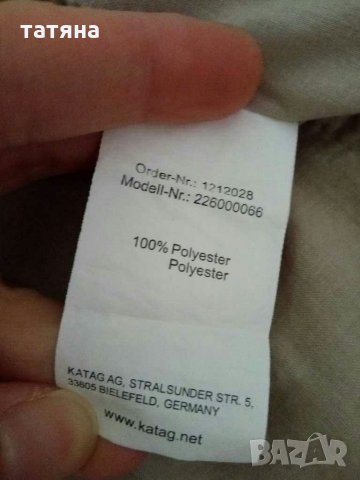 татяна
Order-Nr.: 1212028
Modell-Nr.: 226000066
100% Polyester
Polyester
KATAG AG, STRALSUNDER STR. 5,
33605 BIELEFELD, GERMANY
www.katag.net
BAZAR